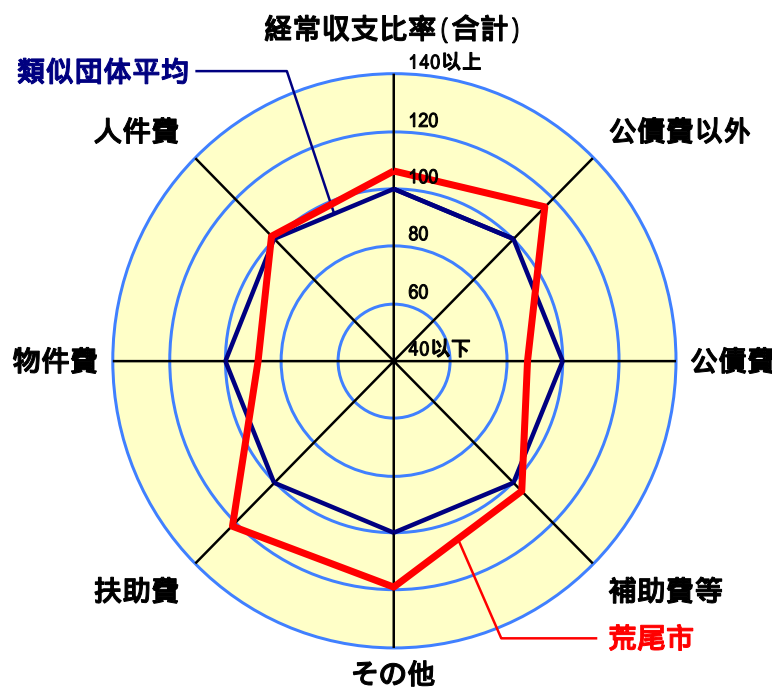 経常収支比率(合計)
類似団体平均
140以上
人件費
120
公債費以外
100
80
60
40以下
物件費
公債費
扶助費
補助費等
荒尾市
その他